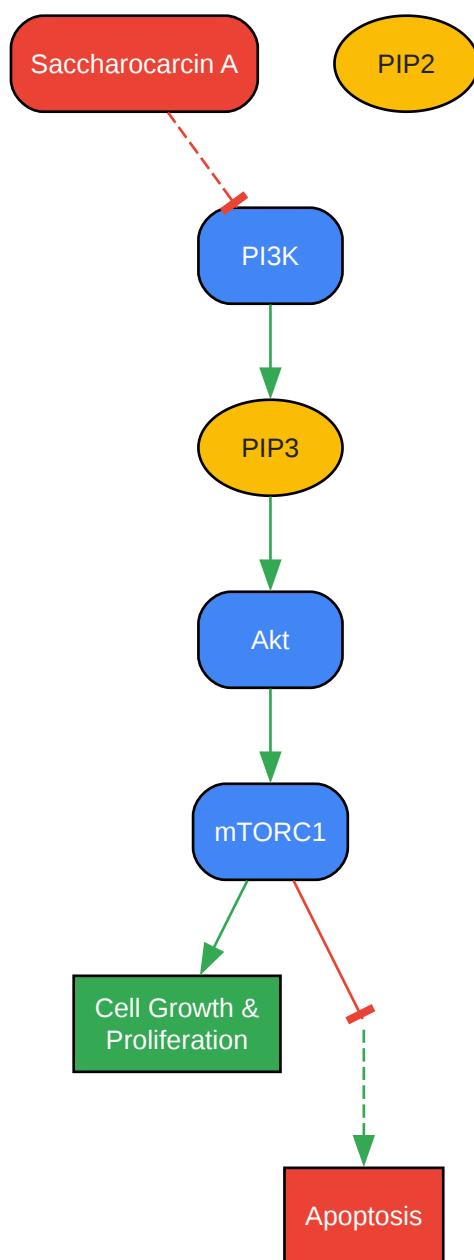 Saccharocarcin A
PIP2
PI3K
PIP3
Akt
mTORC1
Cell Growth &
Proliferation
Apoptosis